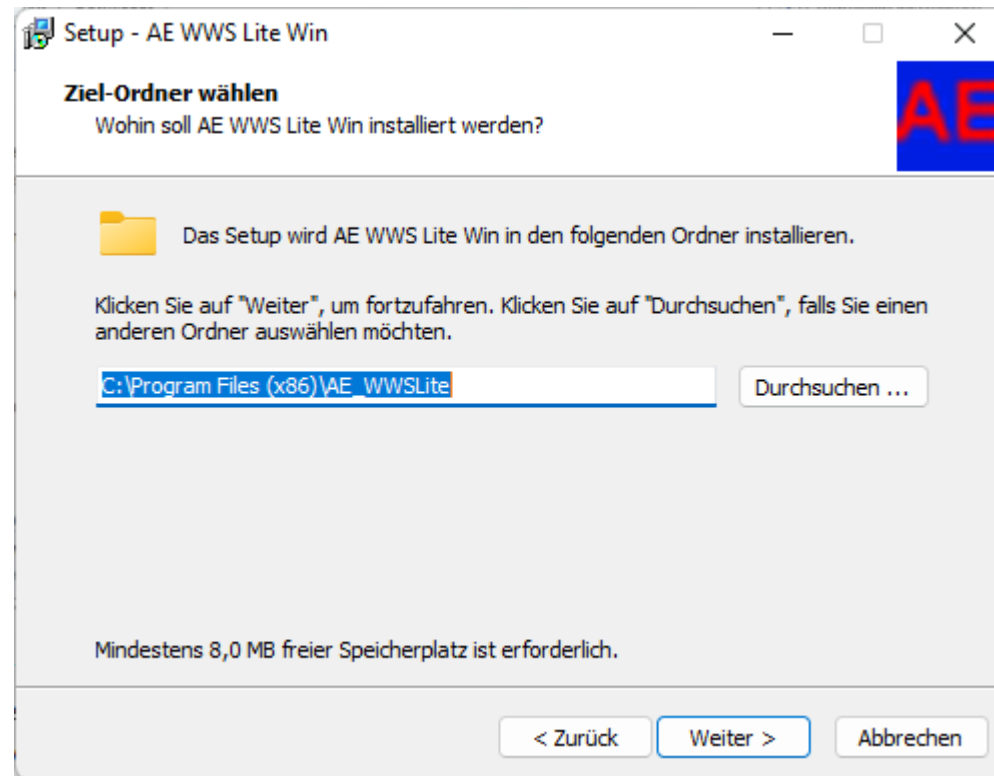 Setup - AE WWS Lite Win
Ziel-Ordner wählen
Wohin soll AE WWS Lite Win installiert werden?
AE
Das Setup wird AE WWS Lite Win in den folgenden Ordner installieren.
Klicken Sie auf "Weiter", um fortzufahren. Klicken Sie auf "Durchsuchen", falls Sie einen
anderen Ordner auswählen möchten.
C:\Program Files (x86)\AE_WWSLite
Durchsuchen ...
Mindestens 8,0 MB freier Speicherplatz ist erforderlich.
< Zurück
Weiter >
Abbrechen